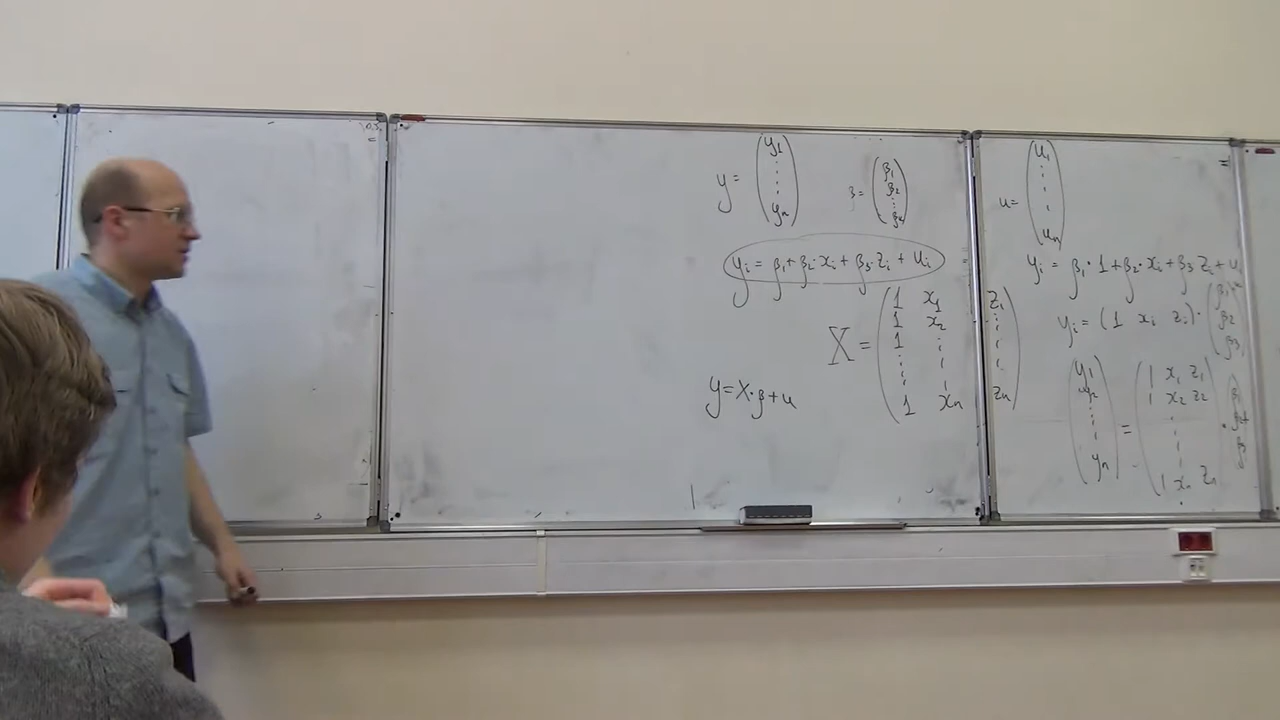 y = (y₁ ⋮ yₙ)
β = (β₁ β₂ ⋮
u = (u₁ ⋮ uₙ)
yᵢ = β₁ + β₂·xᵢ + β₃·zᵢ + uᵢ
yᵢ = β₁·1 + β₂·xᵢ + β₃ zᵢ + uᵢ
X = (1 x₁ z₁
1 x₂ ⋮
1 ⋮ ⋮
1 xₙ zₙ)
yᵢ = (1 xᵢ zᵢ)·(β₁ β₂ β₃
y = X·β + u
(y₁ y₂ ⋮ yₙ) = (1 x₁ z₁
1 x₂ z₂
⋮
1 xₙ zₙ
· (β₁ β₂ β₃